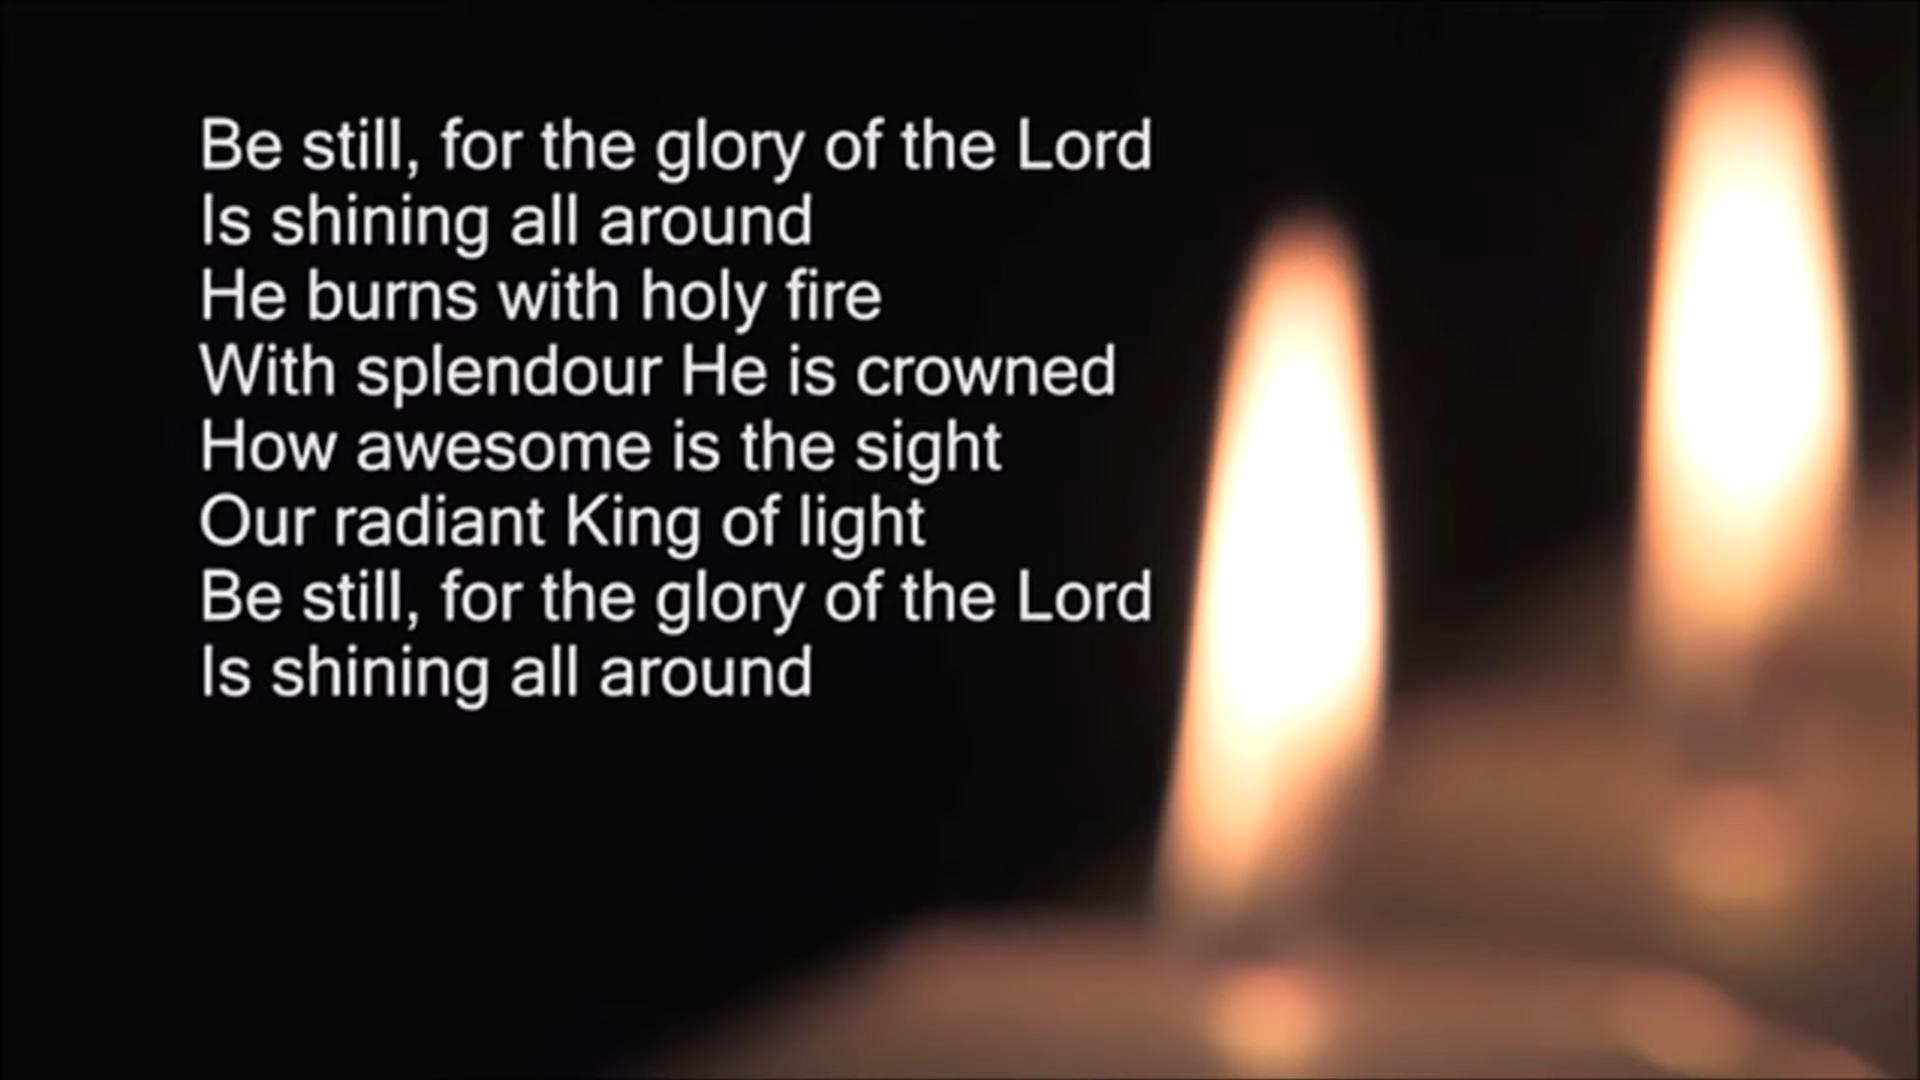 Be still, for the glory of the Lord
Is shining all around
He burns with holy fire
With splendour He is crowned
How awesome is the sight
Our radiant King of light
Be still, for the glory of the Lord
Is shining all around